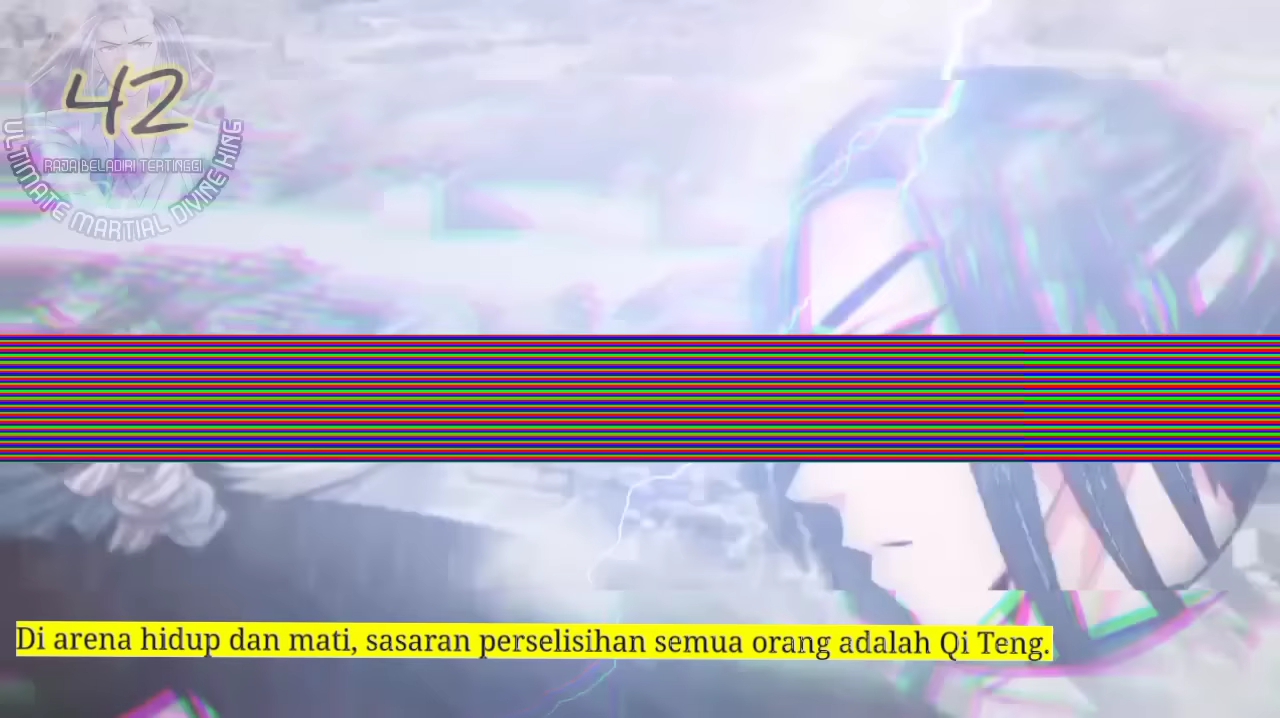 42
RAJA BELADIRI TERTINGGI
ULTIMATE MARTIAL DIVINE KING
Di arena hidup dan mati, sasaran perselisihan semua orang adalah Qi Teng.